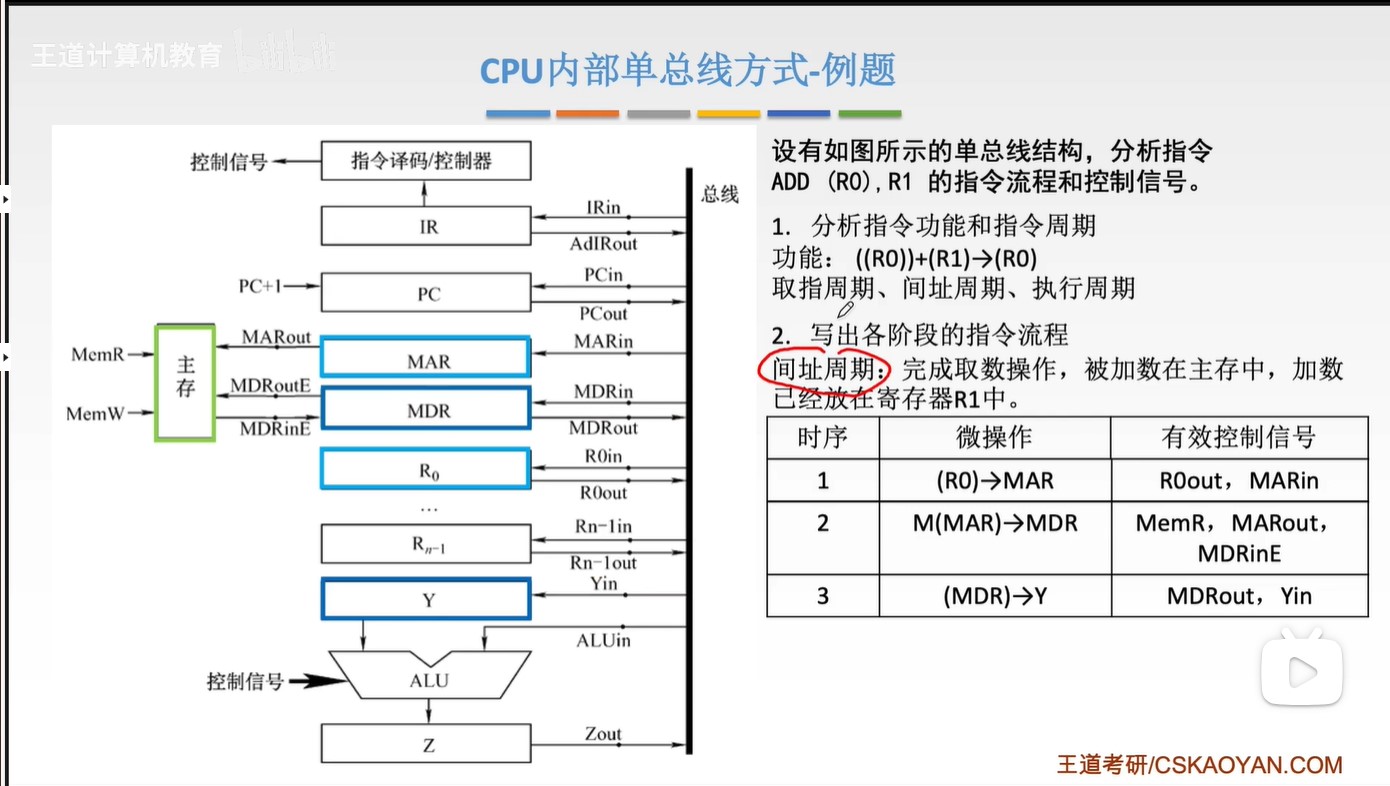 王道计算机教育 bilibili
CPU内部单总线方式-例题
控制信号
指令译码/控制器
总线
IR
IRin
AdIRout
PC+1
PC
PCin
PCout
MemR
MemW
主存
MARout
MDRoutE
MDRinE
MAR
MARin
MDR
MDRin
MDRout
R0
R0in
R0out
...
Rn-1
Rn-1in
Rn-1out
Y
Yin
ALUin
控制信号
ALU
Z
Zout
设有如图所示的单总线结构，分析指令
ADD (R0),R1 的指令流程和控制信号。
1. 分析指令功能和指令周期
功能： ((R0))+(R1)→(R0)
取指周期、间址周期、执行周期
2. 写出各阶段的指令流程
间址周期：完成取数操作，被加数在主存中，加数
已经放在寄存器R1中。
时序 微操作 有效控制信号
1 (R0)→MAR R0out，MARin
2 M(MAR)→MDR MemR，MARout，
MDRinE
3 (MDR)→Y MDRout，Yin
王道考研/CSKAOYAN.COM